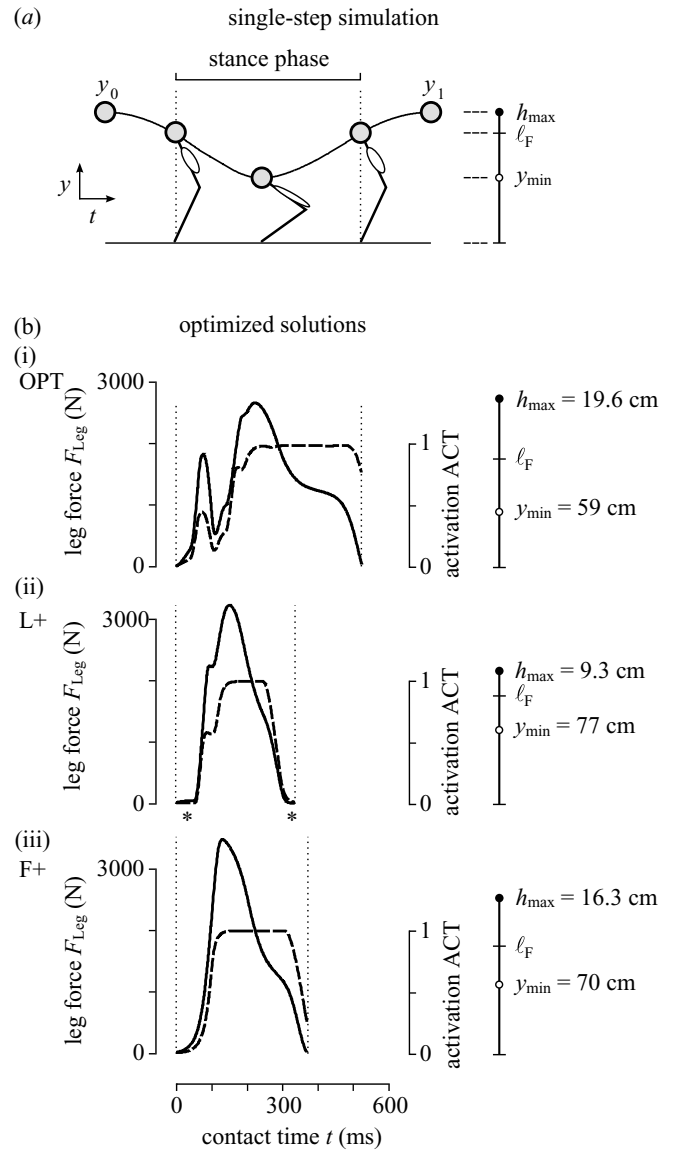 (a) single-step simulation
stance phase
y0 y1
hmax
ℓF
ymin
y
t
(b) optimized solutions
(i)
OPT
leg force FLeg (N)
3000
0
activation ACT
1
0
hmax = 19.6 cm
ℓF
ymin = 59 cm
(ii)
L+
leg force FLeg (N)
3000
0
* *
activation ACT
1
0
hmax = 9.3 cm
ℓF
ymin = 77 cm
(iii)
F+
leg force FLeg (N)
3000
0
activation ACT
1
0
hmax = 16.3 cm
ℓF
ymin = 70 cm
0 300 600
contact time t (ms)